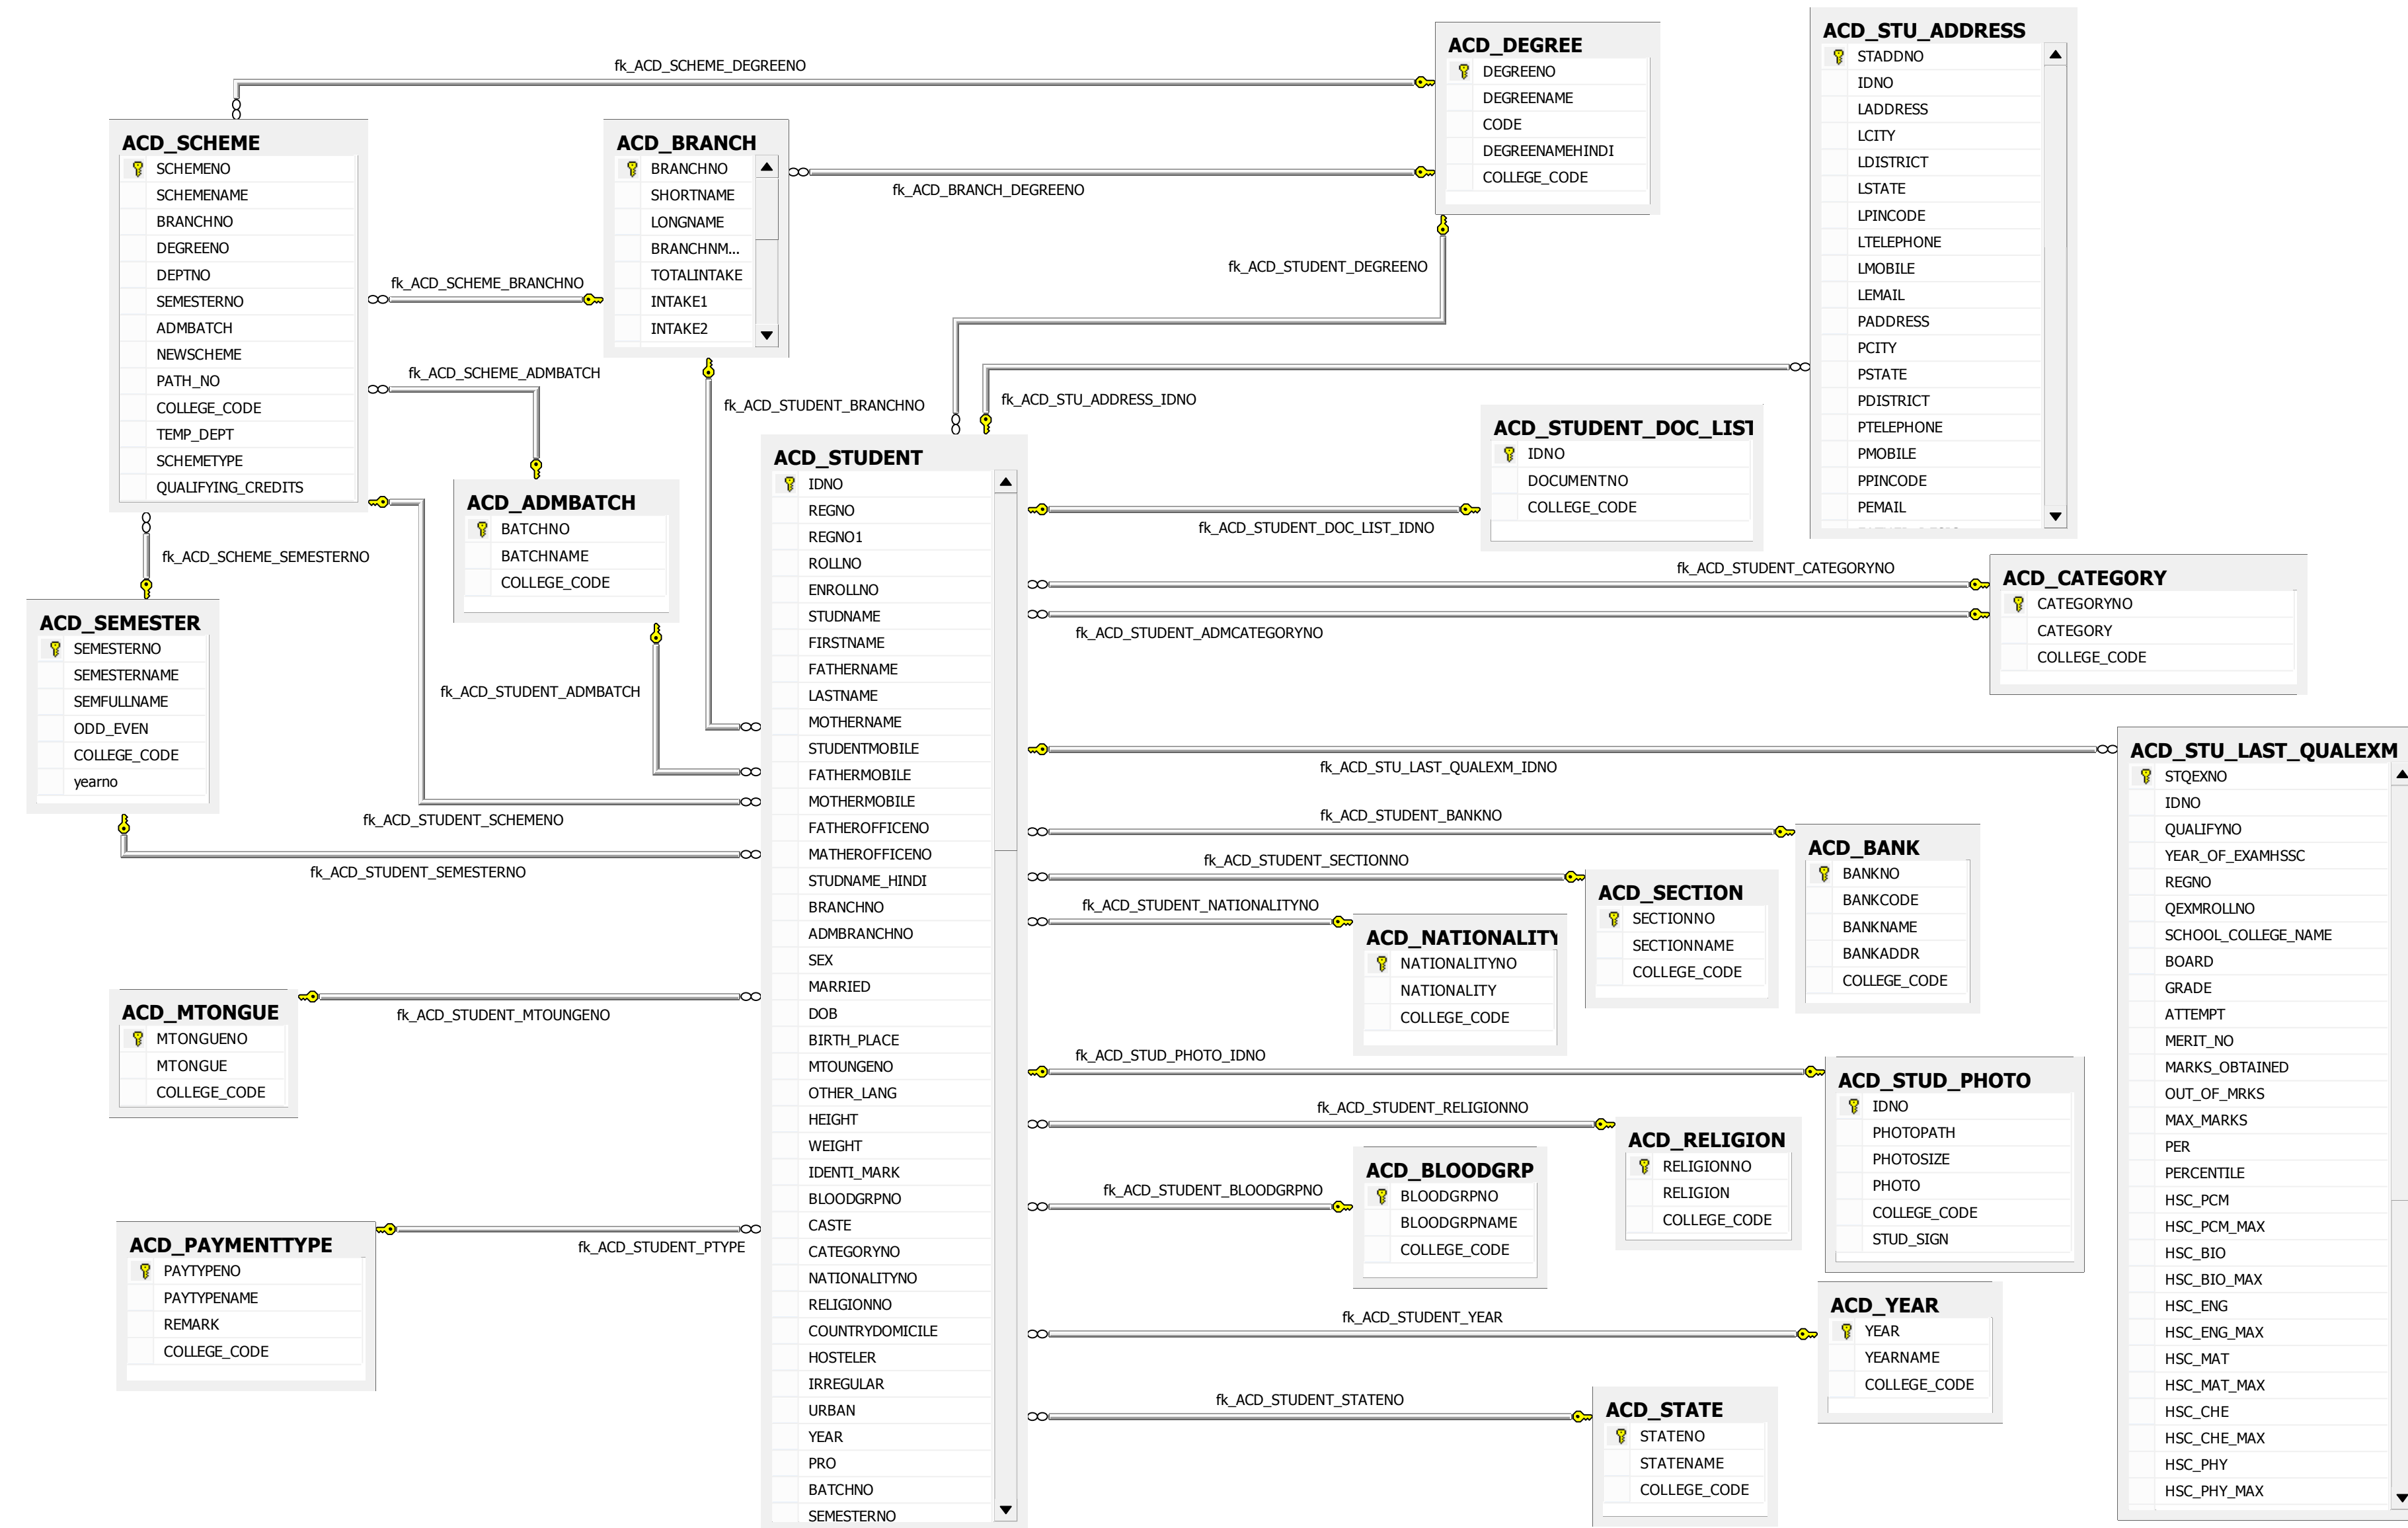 fk_ACD_SCHEME_DEGREENO
ACD_DEGREE
DEGREENO
DEGREENAME
CODE
DEGREENAMEHINDI
COLLEGE_CODE
ACD_STU_ADDRESS
STADDNO
IDNO
LADDRESS
LCITY
LDISTRICT
LSTATE
LPINCODE
LTELEPHONE
LMOBILE
LEMAIL
PADDRESS
PCITY
PSTATE
PDISTRICT
PTELEPHONE
PMOBILE
PPINCODE
PEMAIL
ACD_SCHEME
SCHEMENO
SCHEMENAME
BRANCHNO
DEGREENO
DEPTNO
SEMESTERNO
ADMBATCH
NEWSCHEME
PATH_NO
COLLEGE_CODE
TEMP_DEPT
SCHEMETYPE
QUALIFYING_CREDITS
ACD_BRANCH
BRANCHNO
SHORTNAME
LONGNAME
BRANCHNM...
TOTALINTAKE
INTAKE1
INTAKE2
fk_ACD_BRANCH_DEGREENO
fk_ACD_STUDENT_DEGREENO
fk_ACD_SCHEME_BRANCHNO
fk_ACD_SCHEME_ADMBATCH
fk_ACD_STUDENT_BRANCHNO
fk_ACD_STU_ADDRESS_IDNO
ACD_STUDENT_DOC_LIST
IDNO
DOCUMENTNO
COLLEGE_CODE
fk_ACD_STUDENT_DOC_LIST_IDNO
ACD_ADMBATCH
BATCHNO
BATCHNAME
COLLEGE_CODE
fk_ACD_SCHEME_SEMESTERNO
ACD_SEMESTER
SEMESTERNO
SEMESTERNAME
SEMFULLNAME
ODD_EVEN
COLLEGE_CODE
yearno
fk_ACD_STUDENT_ADMBATCH
fk_ACD_STUDENT_SCHEMENO
fk_ACD_STUDENT_SEMESTERNO
ACD_STUDENT
IDNO
REGNO
REGNO1
ROLLNO
ENROLLNO
STUDNAME
FIRSTNAME
FATHERNAME
LASTNAME
MOTHERNAME
STUDENTMOBILE
FATHERMOBILE
MOTHERMOBILE
FATHEROFFICENO
MATHEROFFICENO
STUDNAME_HINDI
BRANCHNO
ADMBRANCHNO
SEX
MARRIED
DOB
BIRTH_PLACE
MTOUNGENO
OTHER_LANG
HEIGHT
WEIGHT
IDENTI_MARK
BLOODGRPNO
CASTE
CATEGORYNO
NATIONALITYNO
RELIGIONNO
COUNTRYDOMICILE
HOSTELER
IRREGULAR
URBAN
YEAR
PRO
BATCHNO
SEMESTERNO
fk_ACD_STUDENT_CATEGORYNO
fk_ACD_STUDENT_ADMCATEGORYNO
ACD_CATEGORY
CATEGORYNO
CATEGORY
COLLEGE_CODE
fk_ACD_STU_LAST_QUALEXM_IDNO
ACD_STU_LAST_QUALEXM
STQEXNO
IDNO
QUALIFYNO
YEAR_OF_EXAMHSSC
REGNO
QEXMROLLNO
SCHOOL_COLLEGE_NAME
BOARD
GRADE
ATTEMPT
MERIT_NO
MARKS_OBTAINED
OUT_OF_MRKS
MAX_MARKS
PER
PERCENTILE
HSC_PCM
HSC_PCM_MAX
HSC_BIO
HSC_BIO_MAX
HSC_ENG
HSC_ENG_MAX
HSC_MAT
HSC_MAT_MAX
HSC_CHE
HSC_CHE_MAX
HSC_PHY
HSC_PHY_MAX
fk_ACD_STUDENT_BANKNO
ACD_BANK
BANKNO
BANKCODE
BANKNAME
BANKADDR
COLLEGE_CODE
fk_ACD_STUDENT_SECTIONNO
ACD_SECTION
SECTIONNO
SECTIONNAME
COLLEGE_CODE
fk_ACD_STUDENT_NATIONALITYNO
ACD_NATIONALITY
NATIONALITYNO
NATIONALITY
COLLEGE_CODE
ACD_MTONGUE
MTONGUENO
MTONGUE
COLLEGE_CODE
fk_ACD_STUDENT_MTOUNGENO
fk_ACD_STUD_PHOTO_IDNO
ACD_STUD_PHOTO
IDNO
PHOTOPATH
PHOTOSIZE
PHOTO
COLLEGE_CODE
STUD_SIGN
fk_ACD_STUDENT_RELIGIONNO
ACD_RELIGION
RELIGIONNO
RELIGION
COLLEGE_CODE
fk_ACD_STUDENT_BLOODGRPNO
ACD_BLOODGRP
BLOODGRPNO
BLOODGRPNAME
COLLEGE_CODE
ACD_PAYMENTTYPE
PAYTYPENO
PAYTYPENAME
REMARK
COLLEGE_CODE
fk_ACD_STUDENT_PTYPE
fk_ACD_STUDENT_YEAR
ACD_YEAR
YEAR
YEARNAME
COLLEGE_CODE
fk_ACD_STUDENT_STATENO
ACD_STATE
STATENO
STATENAME
COLLEGE_CODE